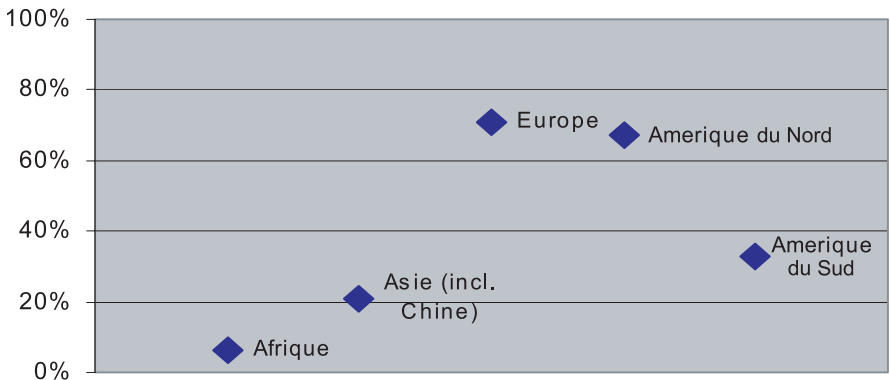 100%
80%
Europe
Amerique du Nord
60%
40%
Amerique
du Sud
Asie (incl.
Chine)
20%
Afrique
0%